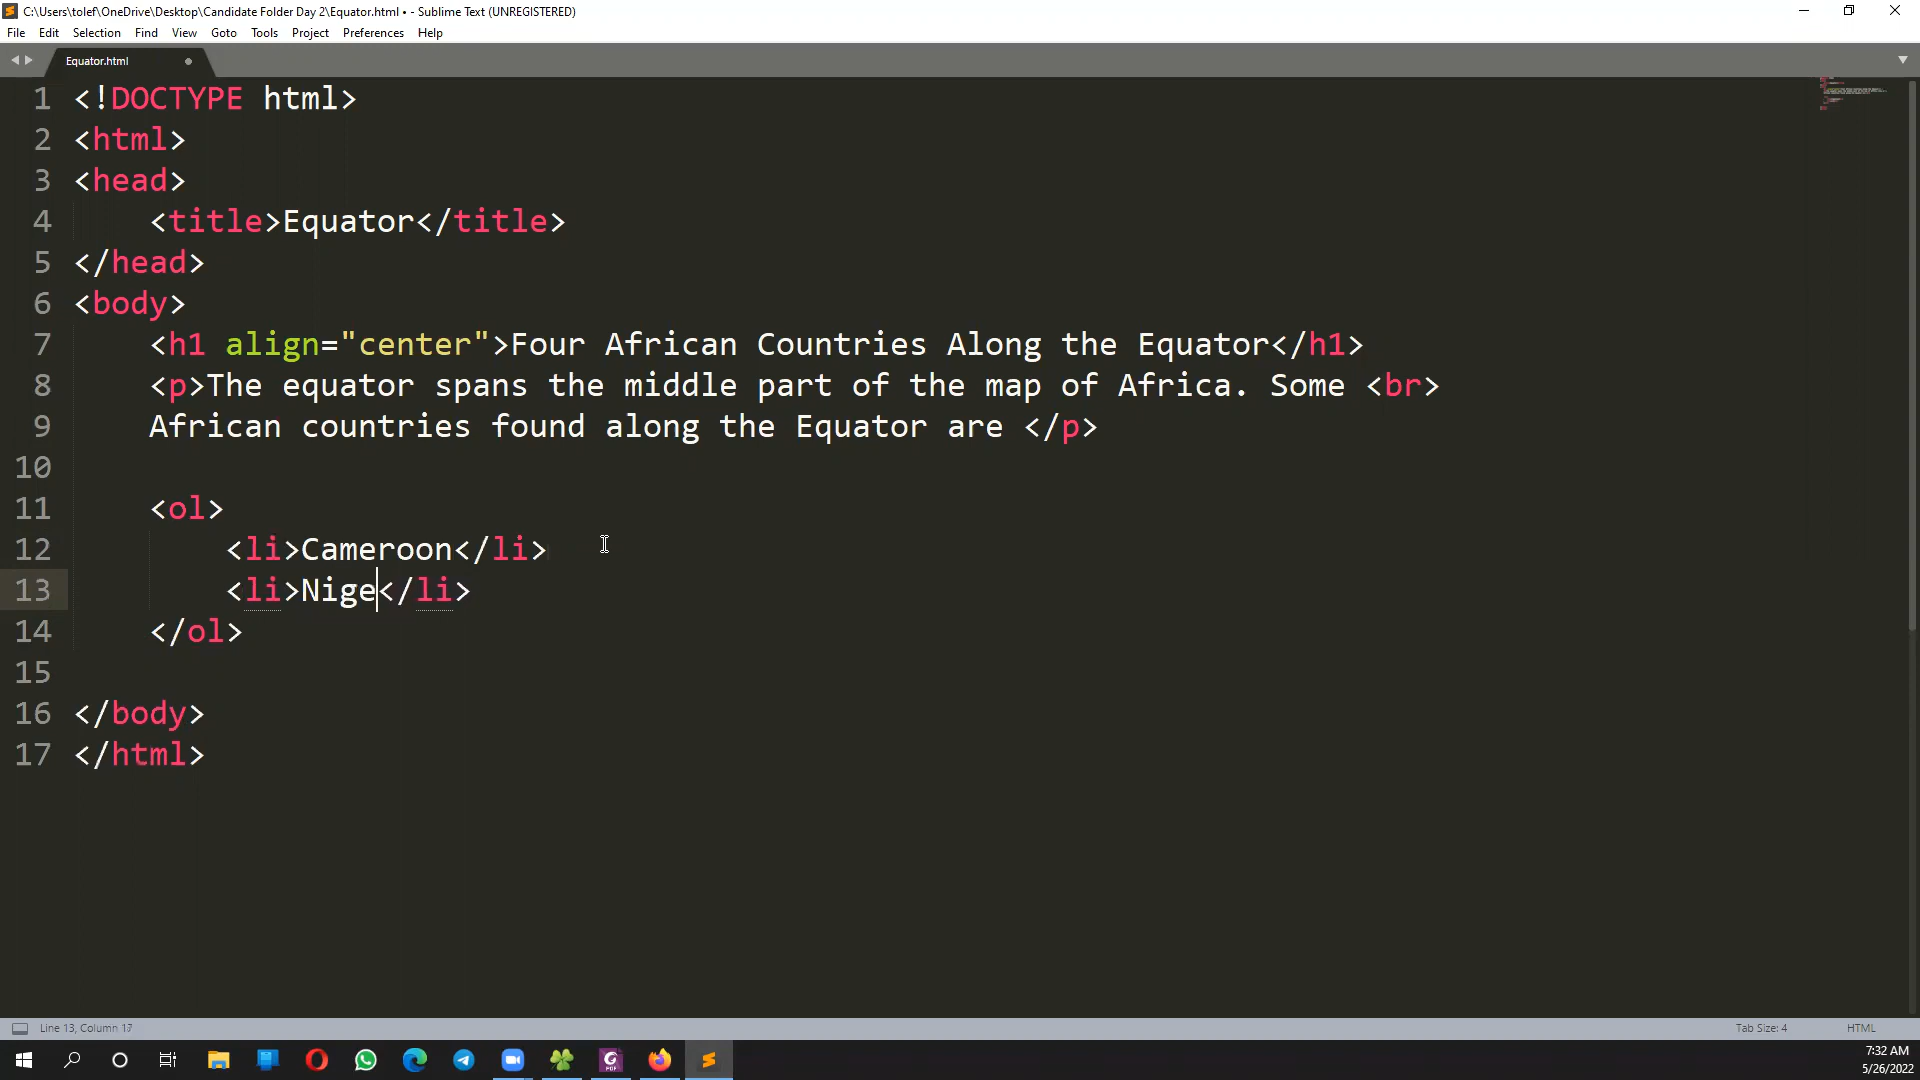 C:\Users\tolef\OneDrive\Desktop\Candidate Folder Day 2\Equator.html • - Sublime Text (UNREGISTERED)
File Edit Selection Find View Goto Tools Project Preferences Help
Equator.html
1 <!DOCTYPE html>
2 <html>
3 <head>
4 <title>Equator</title>
5 </head>
6 <body>
7 <h1 align="center">Four African Countries Along the Equator</h1>
8 <p>The equator spans the middle part of the map of Africa. Some <br>
9 African countries found along the Equator are </p>
10
11 <ol>
12 <li>Cameroon</li>
13 <li>Nige</li>
14 </ol>
15
16 </body>
17 </html>
Line 13, Column 17 Tab Size: 4 HTML
7:32 AM
5/26/2022